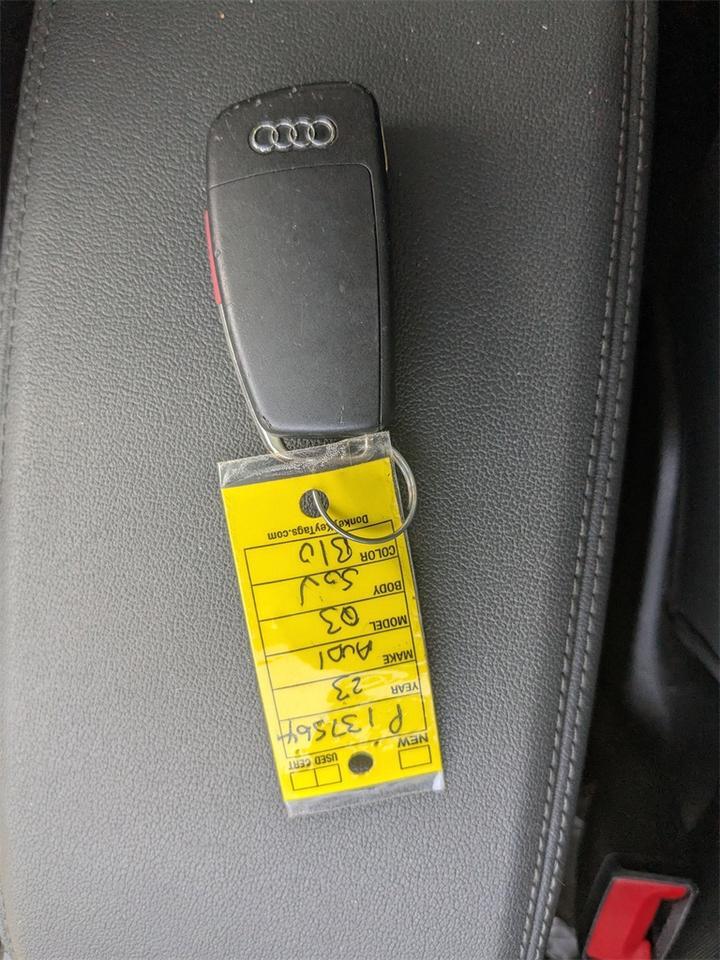 NEW USED CERT
P137564
YEAR 23
MAKE AUDI
MODEL Q3
BODY SUV
COLOR Blu
DonkeyKeyTags.com